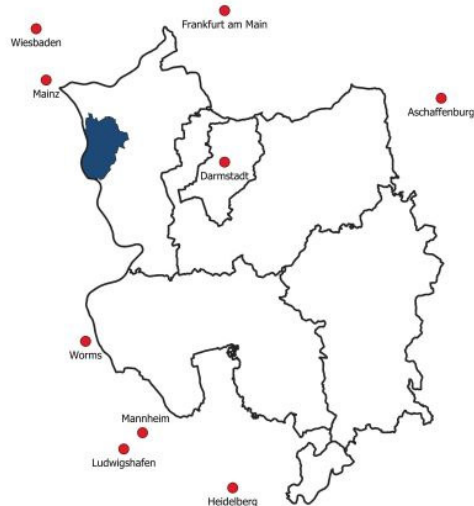 Frankfurt am Main
Wiesbaden
Mainz
Aschaffenburg
Darmstadt
Worms
Mannheim
Ludwigshafen
Heidelberg